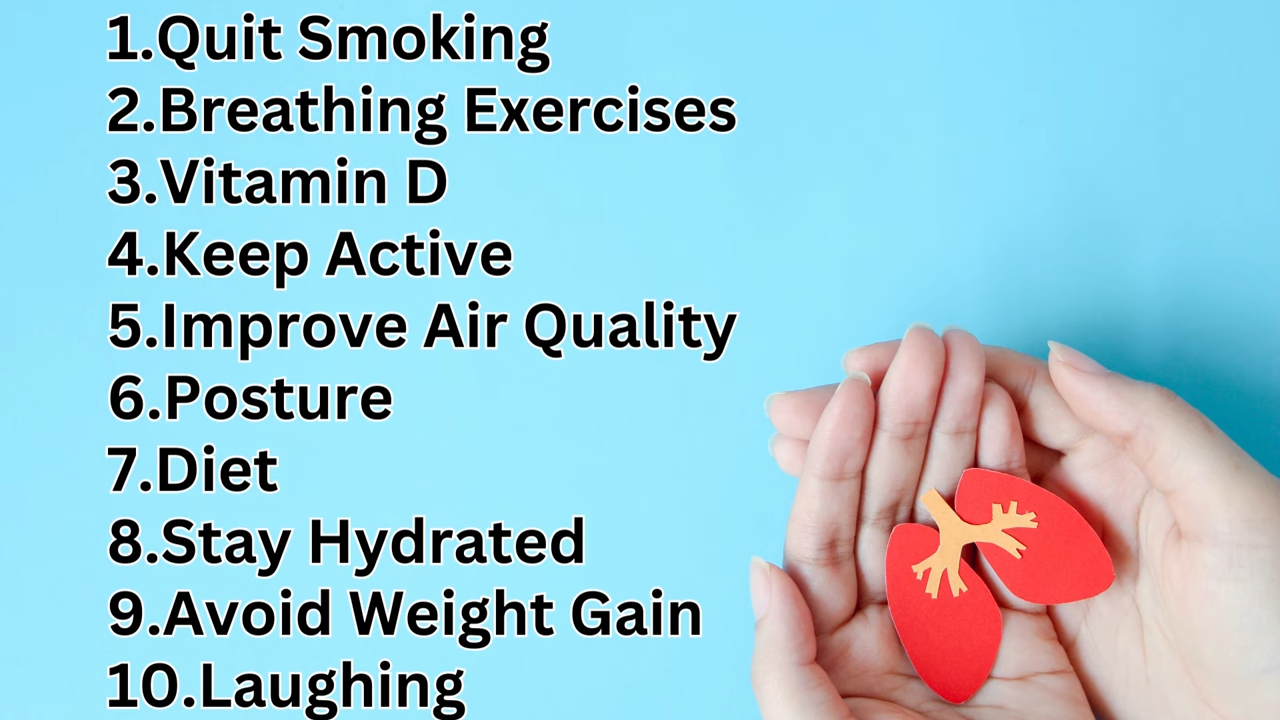 1.Quit Smoking
2.Breathing Exercises
3.Vitamin D
4.Keep Active
5.Improve Air Quality
6.Posture
7.Diet
8.Stay Hydrated
9.Avoid Weight Gain
10.Laughing